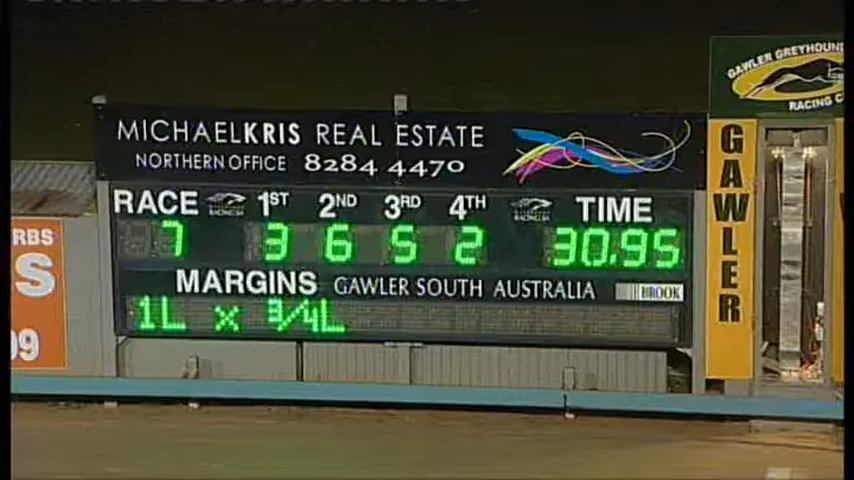 GAWLER GREYHOUND
RACING C
MICHAELKRIS REAL ESTATE
NORTHERN OFFICE 8284 4470
RACE 1ST 2ND 3RD 4TH TIME
7 3 6 5 2 30.95
MARGINS GAWLER SOUTH AUSTRALIA BROOK
1L x 3/4L
GAWLER
RBS
S
09